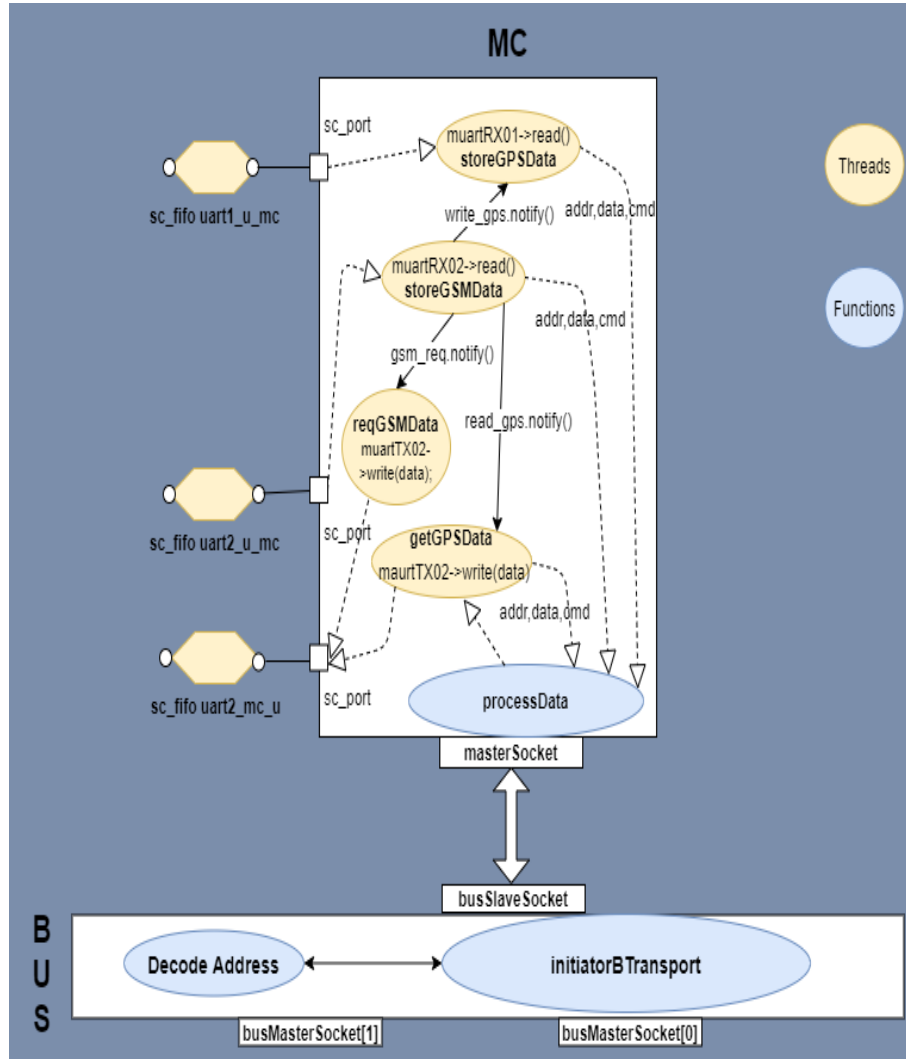 MC
sc_port
muartRX01->read()
storeGPSData
Threads
sc_fifo uart1_u_mc
write_gps.notify()
addr,data,cmd
muartRX02->read()
storeGSMData
Functions
addr,data,cmd
gsm_req.notify()
reqGSMData
muartTX02-
>write(data);
read_gps.notify()
sc_fifo uart2_u_mc
sc_port
getGPSData
maurtTX02->write(data)
addr,data,cmd
sc_fifo uart2_mc_u
sc_port
processData
masterSocket
busSlaveSocket
B
U
S
Decode Address
initiatorBTransport
busMasterSocket[1]
busMasterSocket[0]